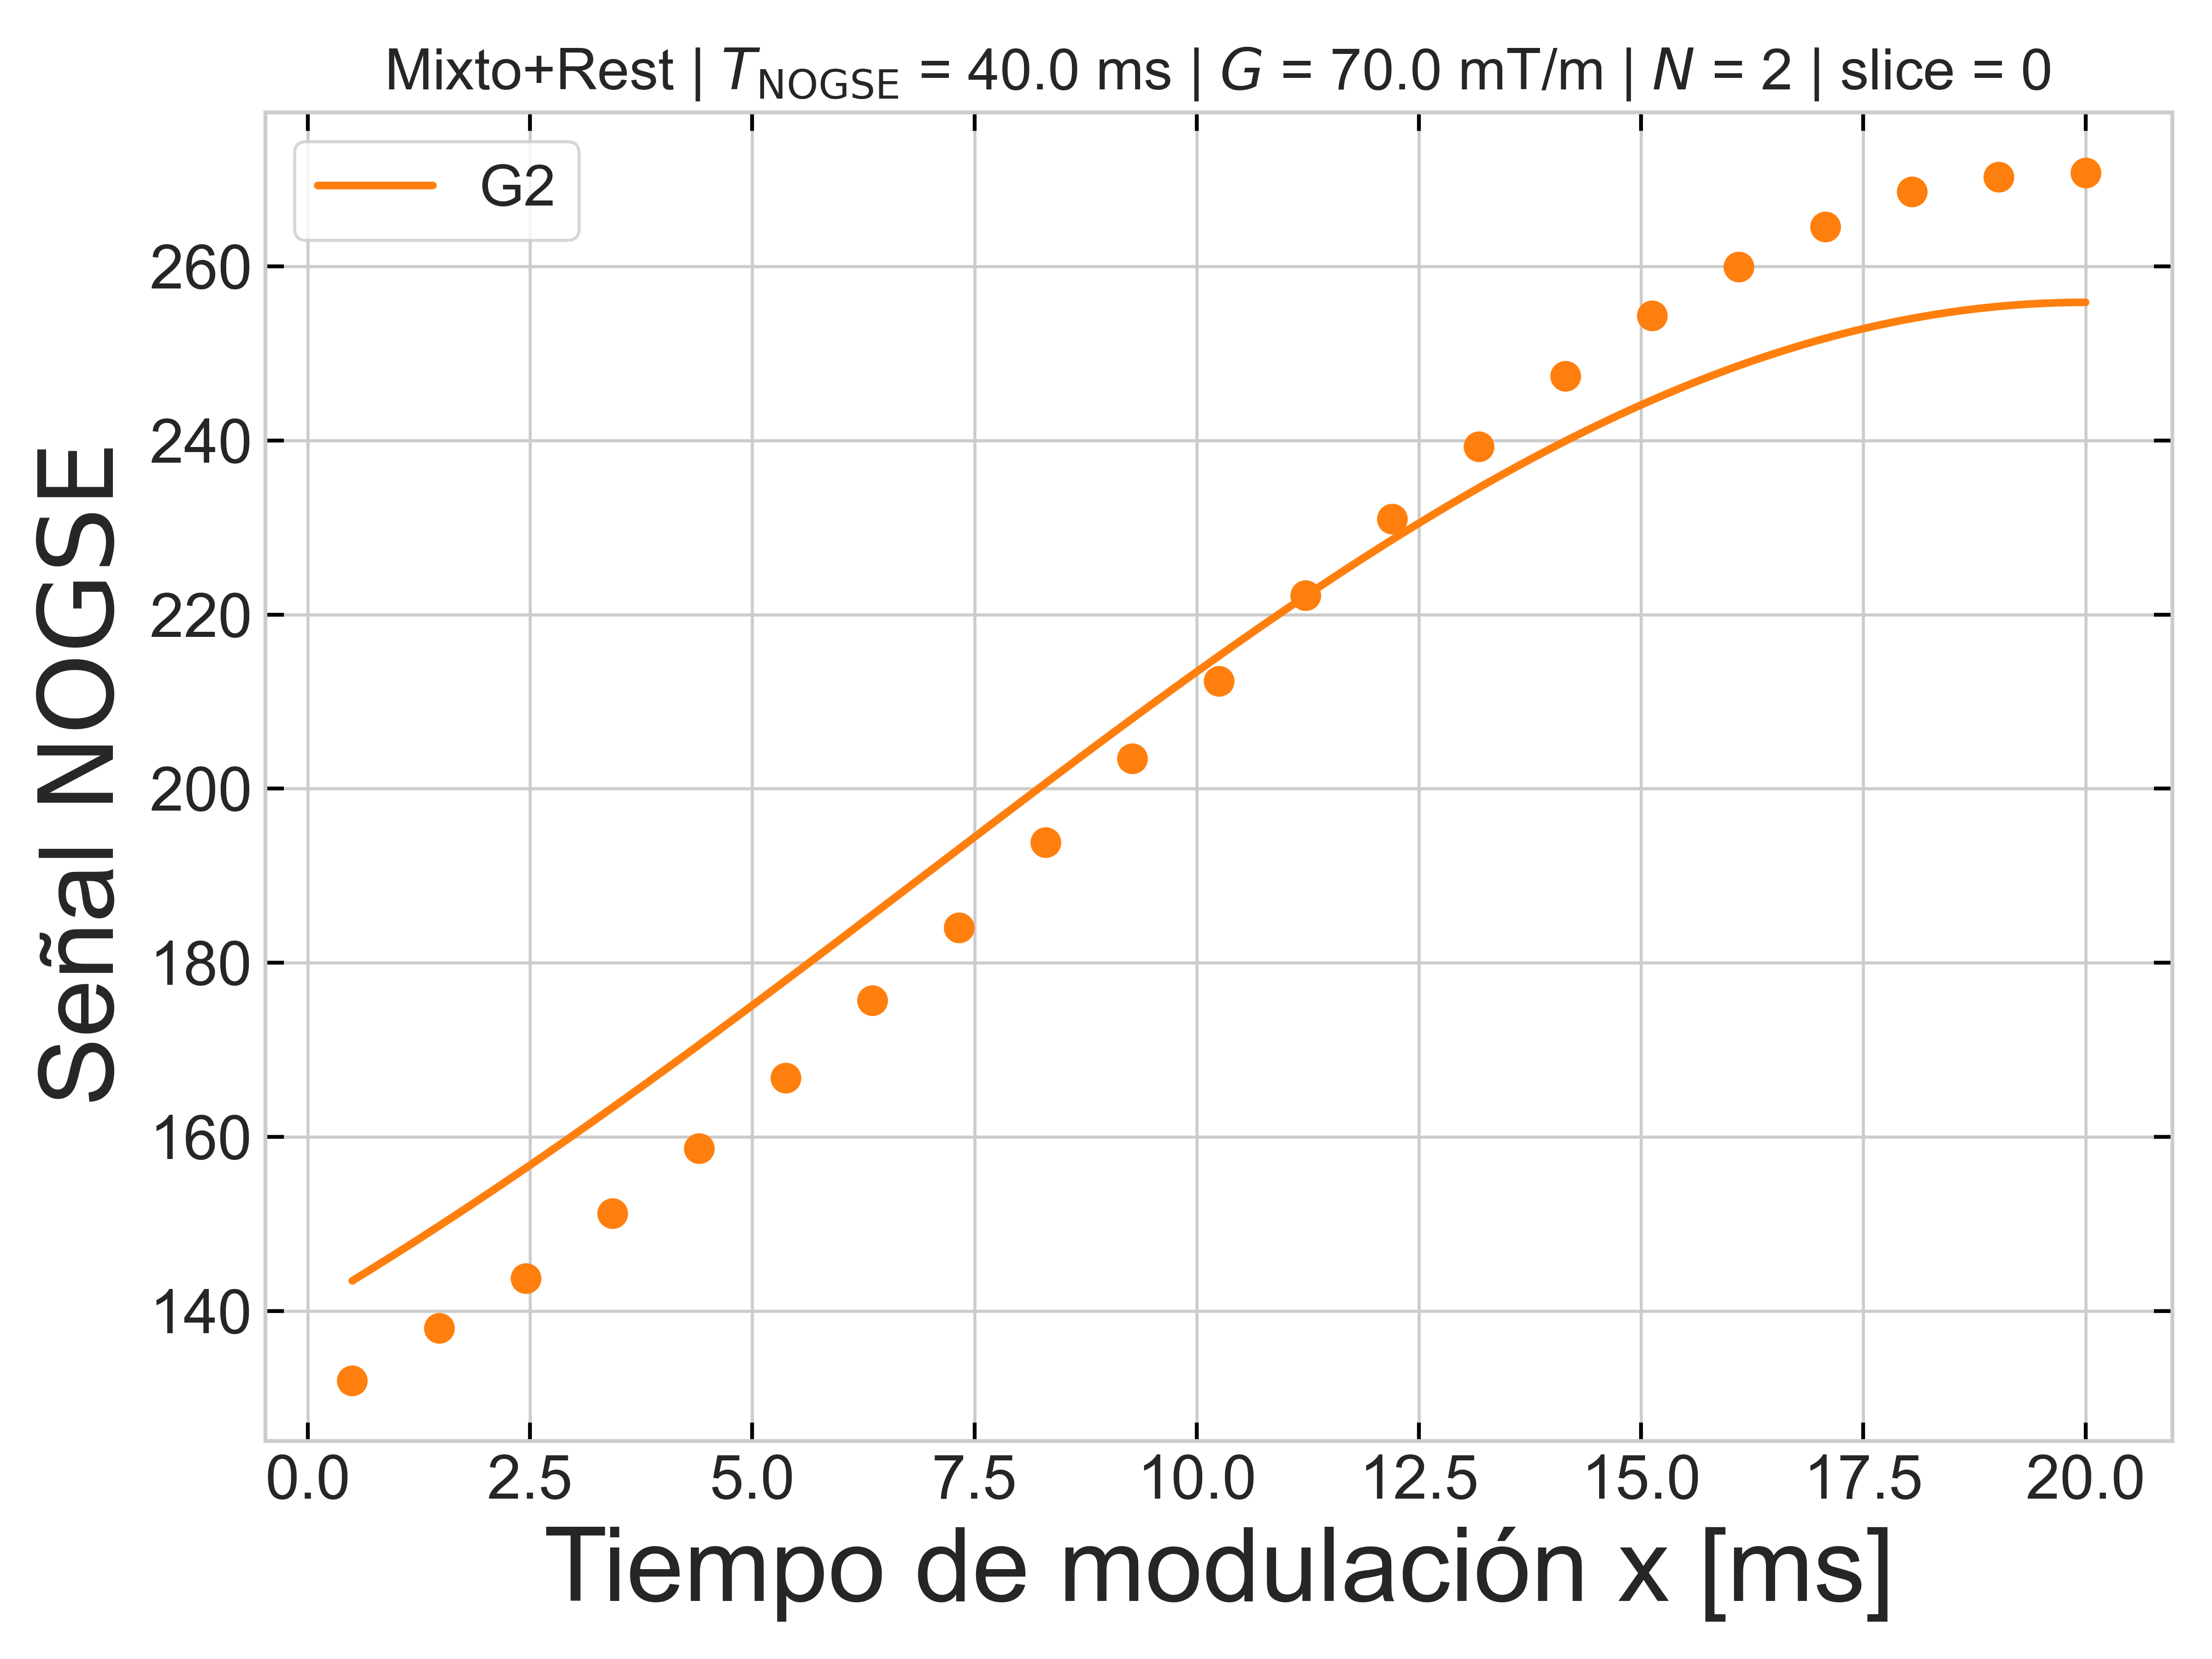 Mixto+Rest | T_NOGSE = 40.0 ms | G = 70.0 mT/m | N = 2 | slice = 0
G2
260
240
220
200
180
160
140
Señal NOGSE
0.0 2.5 5.0 7.5 10.0 12.5 15.0 17.5 20.0
Tiempo de modulación x [ms]